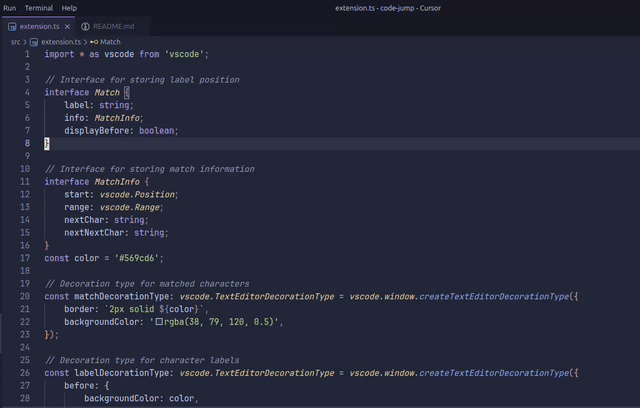 Run Terminal Help extension.ts - code-jump - Cursor
TS extension.ts × README.md
src > TS extension.ts > Match
1 import * as vscode from 'vscode';
2
3 // Interface for storing label position
4 interface Match {
5 label: string;
6 info: MatchInfo;
7 displayBefore: boolean;
8 }
9
10 // Interface for storing match information
11 interface MatchInfo {
12 start: vscode.Position;
13 range: vscode.Range;
14 nextChar: string;
15 nextNextChar: string;
16 }
17 const color = '#569cd6';
18
19 // Decoration type for matched characters
20 const matchDecorationType: vscode.TextEditorDecorationType = vscode.window.createTextEditorDecorationType({
21 border: `2px solid ${color}`,
22 backgroundColor: 'rgba(38, 79, 120, 0.5)',
23 });
24
25 // Decoration type for character labels
26 const labelDecorationType: vscode.TextEditorDecorationType = vscode.window.createTextEditorDecorationType({
27 before: {
28 backgroundColor: color,